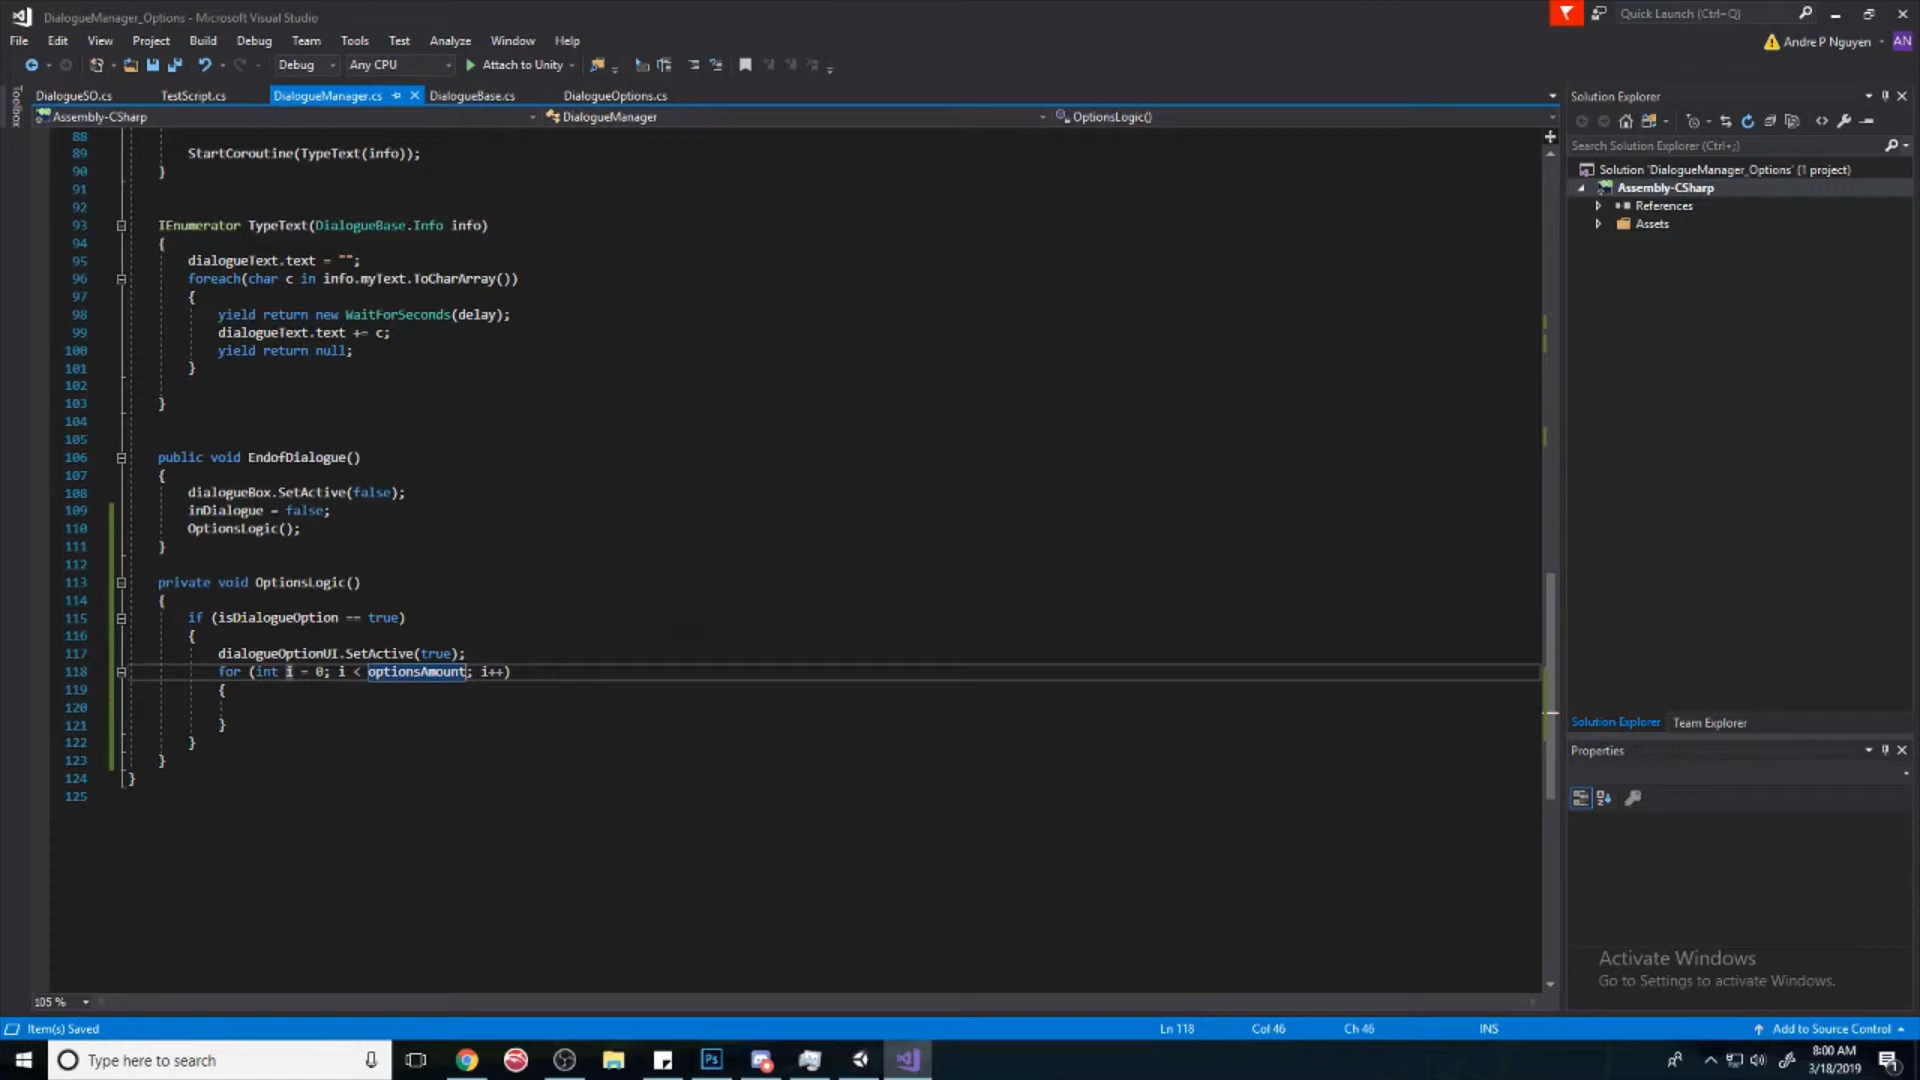 DialogueManager_Options - Microsoft Visual Studio
Quick Launch (Ctrl+Q)
File Edit View Project Build Debug Team Tools Test Analyze Window Help
Andre P Nguyen AN
Debug Any CPU Attach to Unity
Toolbox
DialogueSO.cs TestScript.cs DialogueManager.cs DialogueBase.cs DialogueOptions.cs
Assembly-CSharp DialogueManager OptionsLogic()
88
89 StartCoroutine(TypeText(info));
90 }
91
92
93 IEnumerator TypeText(DialogueBase.Info info)
94 {
95 dialogueText.text = "";
96 foreach(char c in info.myText.ToCharArray())
97 {
98 yield return new WaitForSeconds(delay);
99 dialogueText.text += c;
100 yield return null;
101 }
102
103 }
104
105
106 public void EndofDialogue()
107 {
108 dialogueBox.SetActive(false);
109 inDialogue = false;
110 OptionsLogic();
111 }
112
113 private void OptionsLogic()
114 {
115 if (isDialogueOption == true)
116 {
117 dialogueOptionUI.SetActive(true);
118 for (int i = 0; i < optionsAmount; i++)
119 {
120
121 }
122 }
123 }
124 }
125
105 %
Solution Explorer
Search Solution Explorer (Ctrl+;)
Solution 'DialogueManager_Options' (1 project)
Assembly-CSharp
References
Assets
Solution Explorer Team Explorer
Properties
Activate Windows
Go to Settings to activate Windows.
Item(s) Saved Ln 118 Col 46 Ch 46 INS Add to Source Control
Type here to search
Ps
8:00 AM
3/18/2019
1